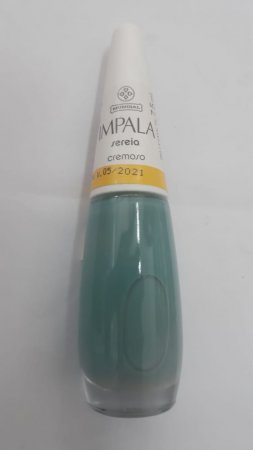 MUNDIAL
IMPALA
sereia
cremoso
V.05/2021